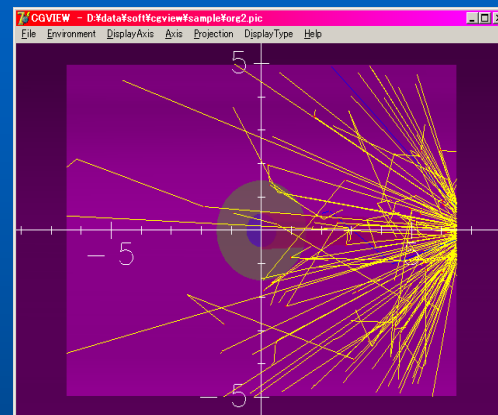 CGVIEW - D:¥data¥soft¥cgview¥sample¥org2.pic
File Environment DisplayAxis Axis Projection DisplayType Help
5
-5
-5